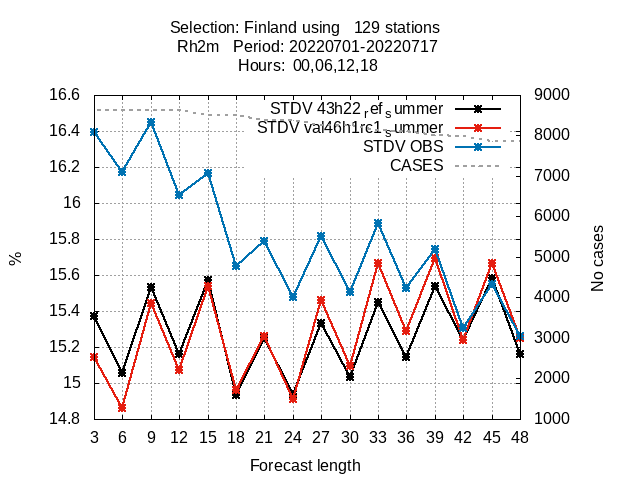 Selection: Finland using   129 stations
Rh2m   Period: 20220701-20220717
Hours: 00,06,12,18
STDV 43h22refsummer
STDV val46h1rc1summer
STDV OBS
CASES
16.6
16.4
16.2
16
15.8
15.6
15.4
15.2
15
14.8
%
9000
8000
7000
6000
5000
4000
3000
2000
1000
No cases
3 6 9 12 15 18 21 24 27 30 33 36 39 42 45 48
Forecast length